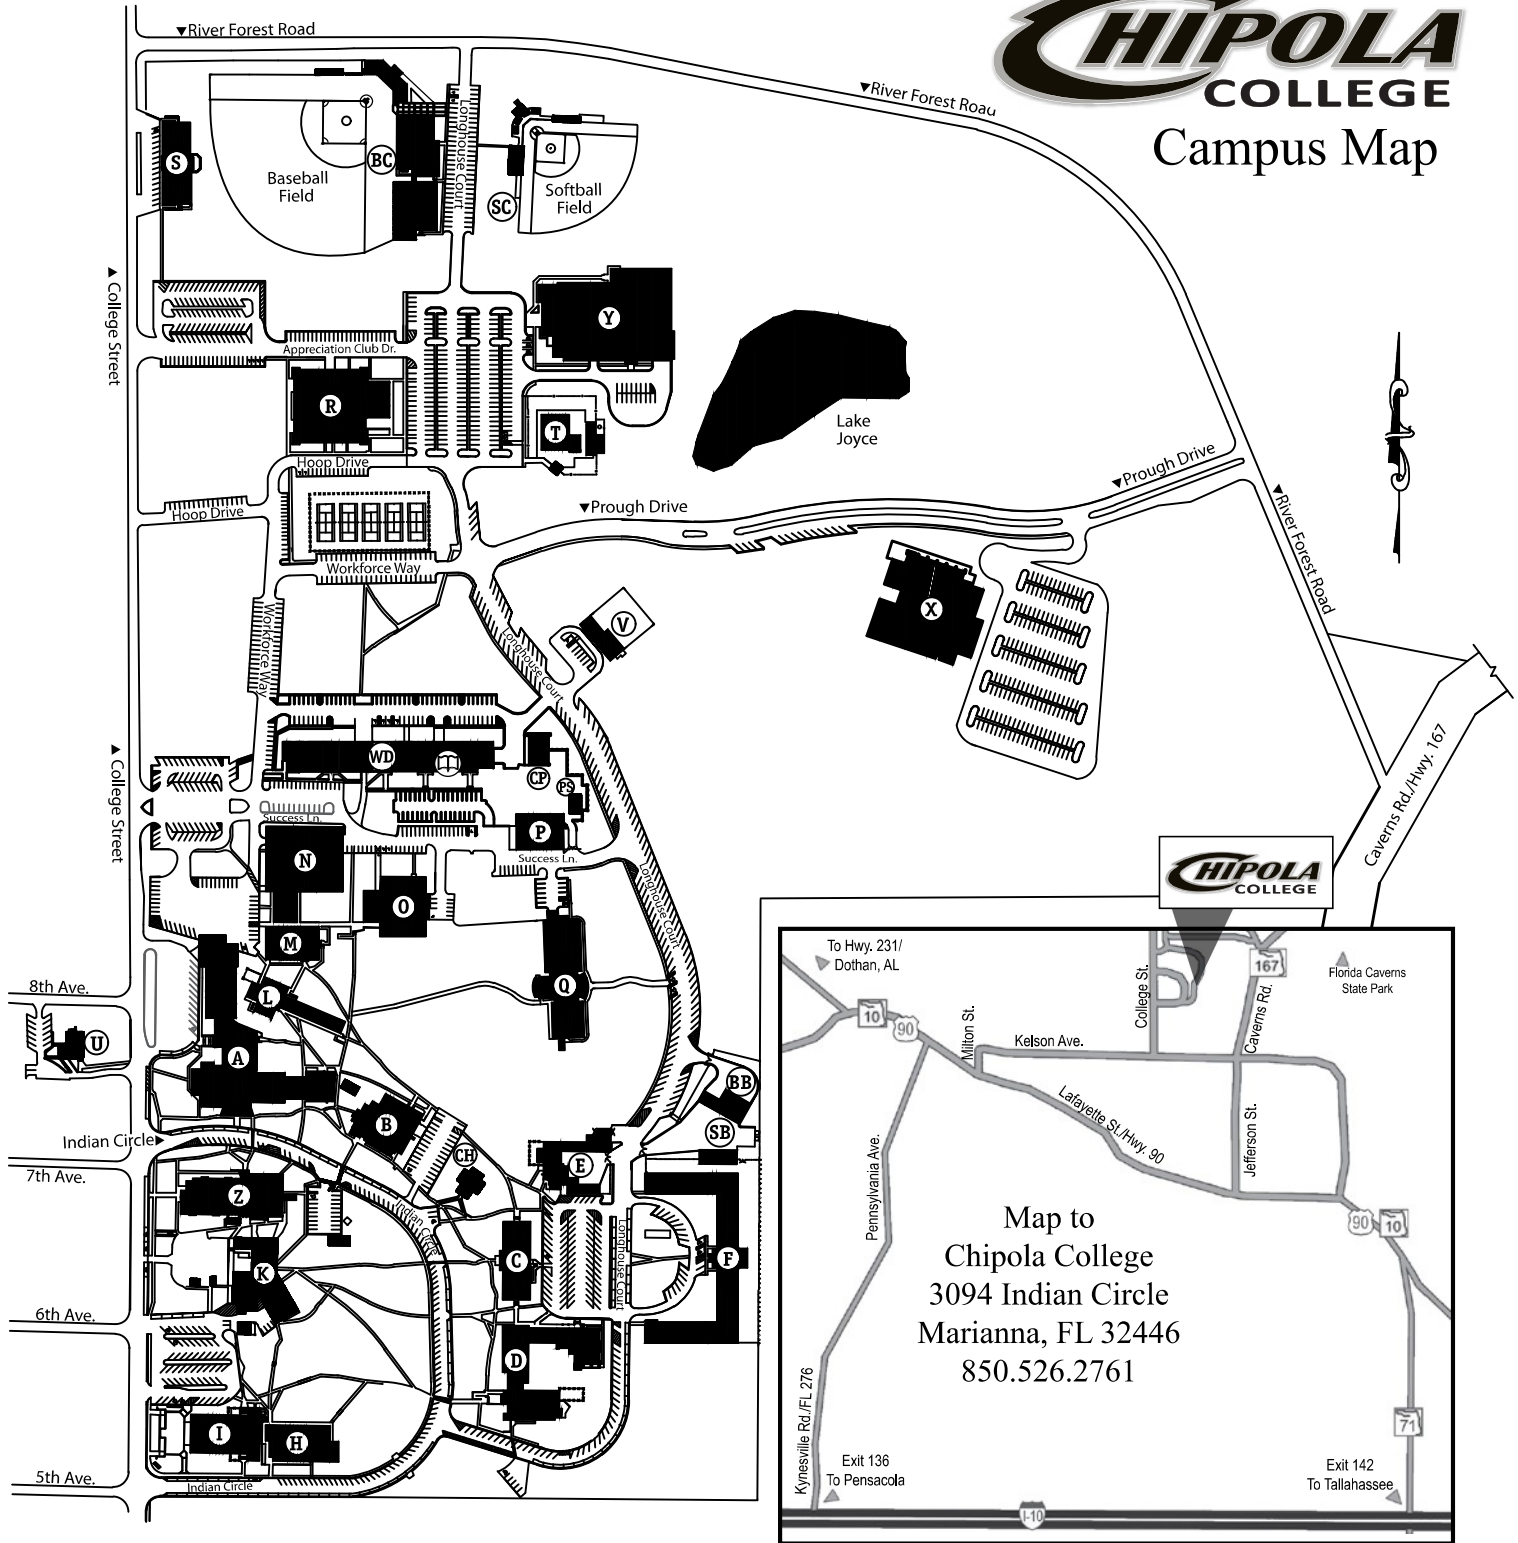 CHIPOLA
COLLEGE
Campus Map
River Forest Road
River Forest Road
S
BC
Baseball
Field
Longhouse Court
SC
Softball
Field
College Street
Y
Appreciation Club Dr.
R
T
Lake
Joyce
Hoop Drive
Hoop Drive
Prough Drive
Prough Drive
River Forest Road
Workforce Way
Workforce Way
V
X
Longhouse Court
WD
CP
PS
College Street
Success Ln.
P
N
Success Ln.
O
Longhouse Court
Caverns Rd./Hwy. 167
M
L
Q
8th Ave.
U
A
BB
B
SB
Indian Circle
CH
E
7th Ave.
Z
Indian Circle
C
Longhouse Court
F
K
6th Ave.
D
I
H
5th Ave.
Indian Circle
CHIPOLA
COLLEGE
To Hwy. 231/
Dothan, AL
College St.
167
Florida Caverns
State Park
10
90
Milton St.
Kelson Ave.
Caverns Rd.
Lafayette St./Hwy. 90
Jefferson St.
Pennsylvania Ave.
90
10
Map to
Chipola College
3094 Indian Circle
Marianna, FL 32446
850.526.2761
Kynesville Rd./FL 276
71
Exit 136
To Pensacola
Exit 142
To Tallahassee
I-10